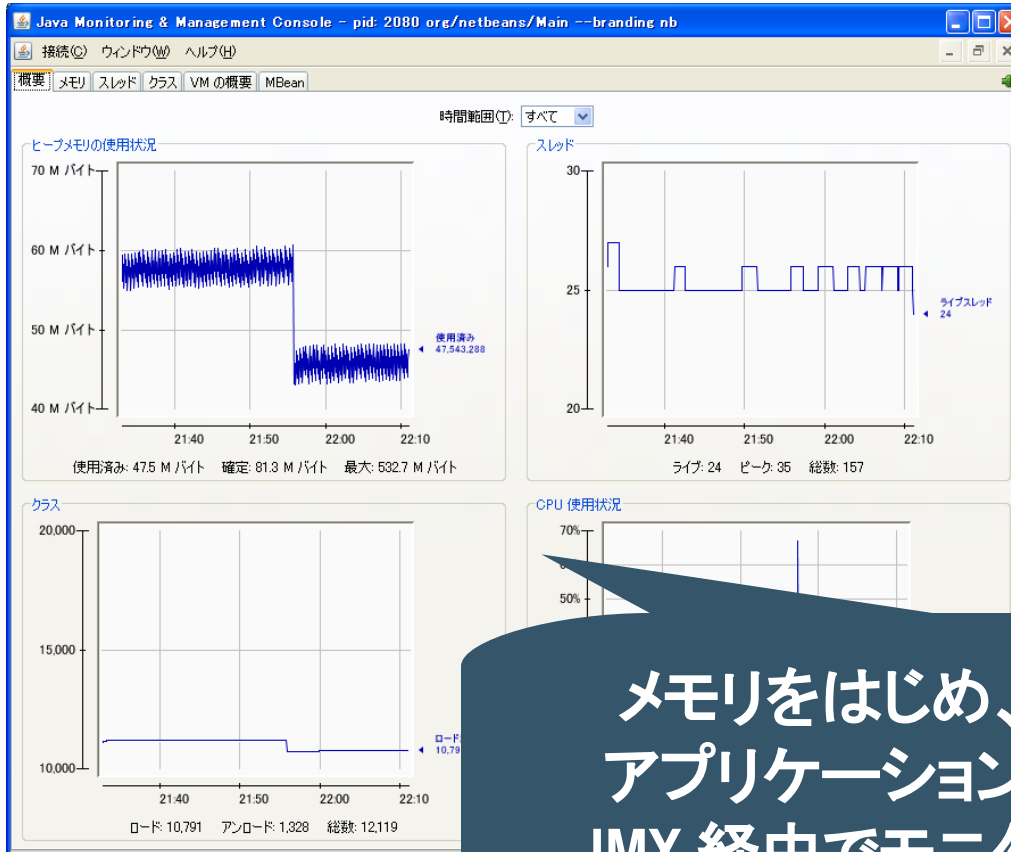 Java Monitoring & Management Console - pid: 2080 org/netbeans/Main --branding nb
接続(C) ウィンドウ(W) ヘルプ(H)
概要 メモリ スレッド クラス VM の概要 MBean
時間範囲(T): すべて
ヒープメモリの使用状況
70 M バイト
60 M バイト
50 M バイト
40 M バイト
使用済み
47,543,288
21:40 21:50 22:00 22:10
使用済み: 47.5 M バイト 確定: 81.3 M バイト 最大: 532.7 M バイト
スレッド
30
25
20
ライブスレッド
24
21:40 21:50 22:00 22:10
ライブ: 24 ピーク: 35 総数: 157
クラス
20,000
15,000
10,000
21:40 21:50 22:00 22:10
ロード: 10,791 アンロード: 1,328 総数: 12,119
CPU 使用状況
70%
50%
メモリをはじめ、
アプリケーション
JMX 経由でモニタ